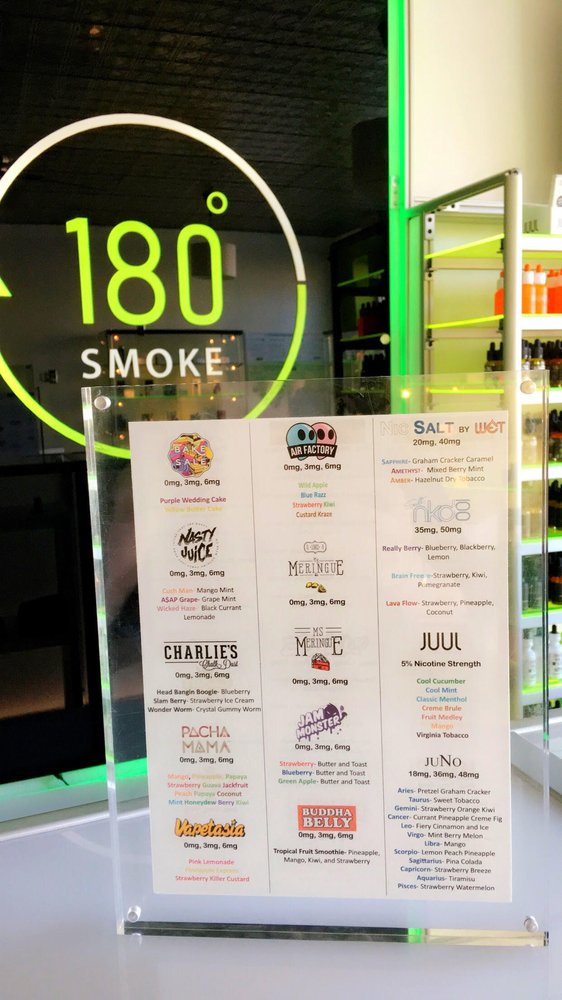 180°
SMOKE
JUUL
BAKE
SALE
0mg, 3mg, 6mg
Purple Wedding Cake
Yellow Butter Cake
NASTY
JUICE
0mg, 3mg, 6mg
Cush Man- Mango Mint
ASAP Grape- Grape Mint
Wicked Haze- Black Currant
Lemonade
CHARLIE'S
Chalk Dust
0mg, 3mg, 6mg
Head Bangin Boogie- Blueberry
Slam Berry- Strawberry Ice Cream
Wonder Worm- Crystal Gummy Worm
PACHA
MAMA
0mg, 3mg, 6mg
Mango, Pineapple, Papaya
Strawberry Guava Jackfruit
Peach Papaya Coconut
Mint Honeydew Berry Kiwi
Vapetasia
0mg, 3mg, 6mg
Pink Lemonade
Pineapple Express
Strawberry Killer Custard
AIR FACTORY
0mg, 3mg, 6mg
Wild Apple
Blue Razz
Strawberry Kiwi
Custard Kraze
MERINGUE
0mg, 3mg, 6mg
MS
MERINGUE
0mg, 3mg, 6mg
JAM
MONSTER
0mg, 3mg, 6mg
Strawberry- Butter and Toast
Blueberry- Butter and Toast
Green Apple- Butter and Toast
BUDDHA
BELLY
0mg, 3mg, 6mg
Tropical Fruit Smoothie- Pineapple,
Mango, Kiwi, and Strawberry
NIC SALT BY WET
20mg, 40mg
SAPPHIRE- Graham Cracker Caramel
AMETHYST- Mixed Berry Mint
AMBER- Hazelnut Dry Tobacco
nkd 100
35mg, 50mg
Really Berry- Blueberry, Blackberry,
Lemon
Brain Freeze-Strawberry, Kiwi,
Pomegranate
Lava Flow- Strawberry, Pineapple,
Coconut
JUUL
5% Nicotine Strength
Cool Cucumber
Cool Mint
Classic Menthol
Creme Brule
Fruit Medley
Mango
Virginia Tobacco
JUNO
18mg, 36mg, 48mg
Aries- Pretzel Graham Cracker
Taurus- Sweet Tobacco
Gemini- Strawberry Orange Kiwi
Cancer- Currant Pineapple Creme Fig
Leo- Fiery Cinnamon and Ice
Virgo- Mint Berry Melon
Libra- Mango
Scorpio- Lemon Peach Pineapple
Sagittarius- Pina Colada
Capricorn- Strawberry Breeze
Aquarius- Tiramisu
Pisces- Strawberry Watermelon